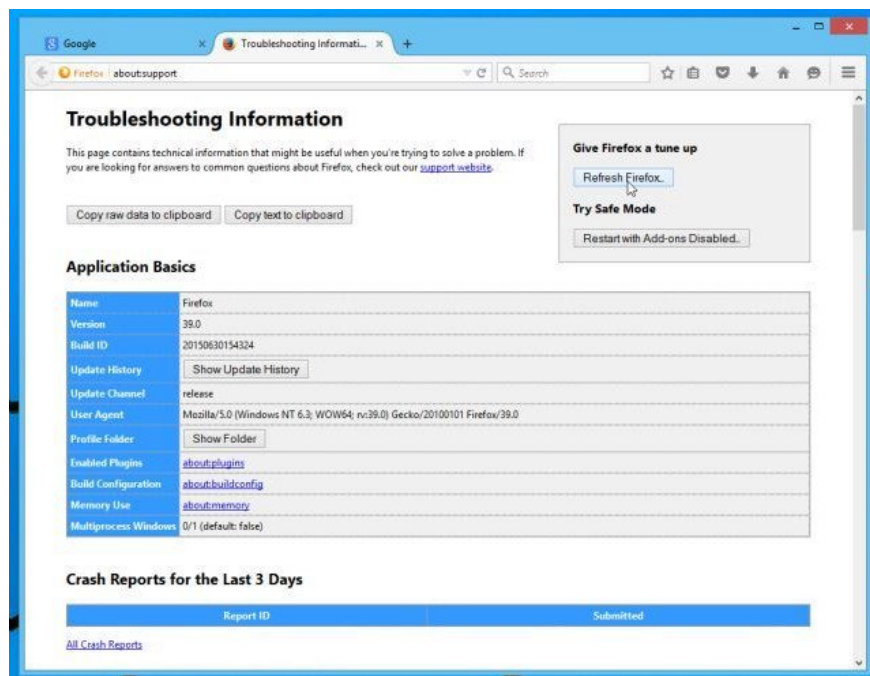 Google
Troubleshooting Informati...
Firefox about:support
Search
Troubleshooting Information
This page contains technical information that might be useful when you're trying to solve a problem. If
you are looking for answers to common questions about Firefox, check out our support website.
Copy raw data to clipboard Copy text to clipboard
Give Firefox a tune up
Refresh Firefox..
Try Safe Mode
Restart with Add-ons Disabled..
Application Basics
Name Firefox
Version 39.0
Build ID 20150630154324
Update History Show Update History
Update Channel release
User Agent Mozilla/5.0 (Windows NT 6.3; WOW64; rv:39.0) Gecko/20100101 Firefox/39.0
Profile Folder Show Folder
Enabled Plugins about:plugins
Build Configuration about:buildconfig
Memory Use about:memory
Multiprocess Windows 0/1 (default: false)
Crash Reports for the Last 3 Days
Report ID Submitted
All Crash Reports